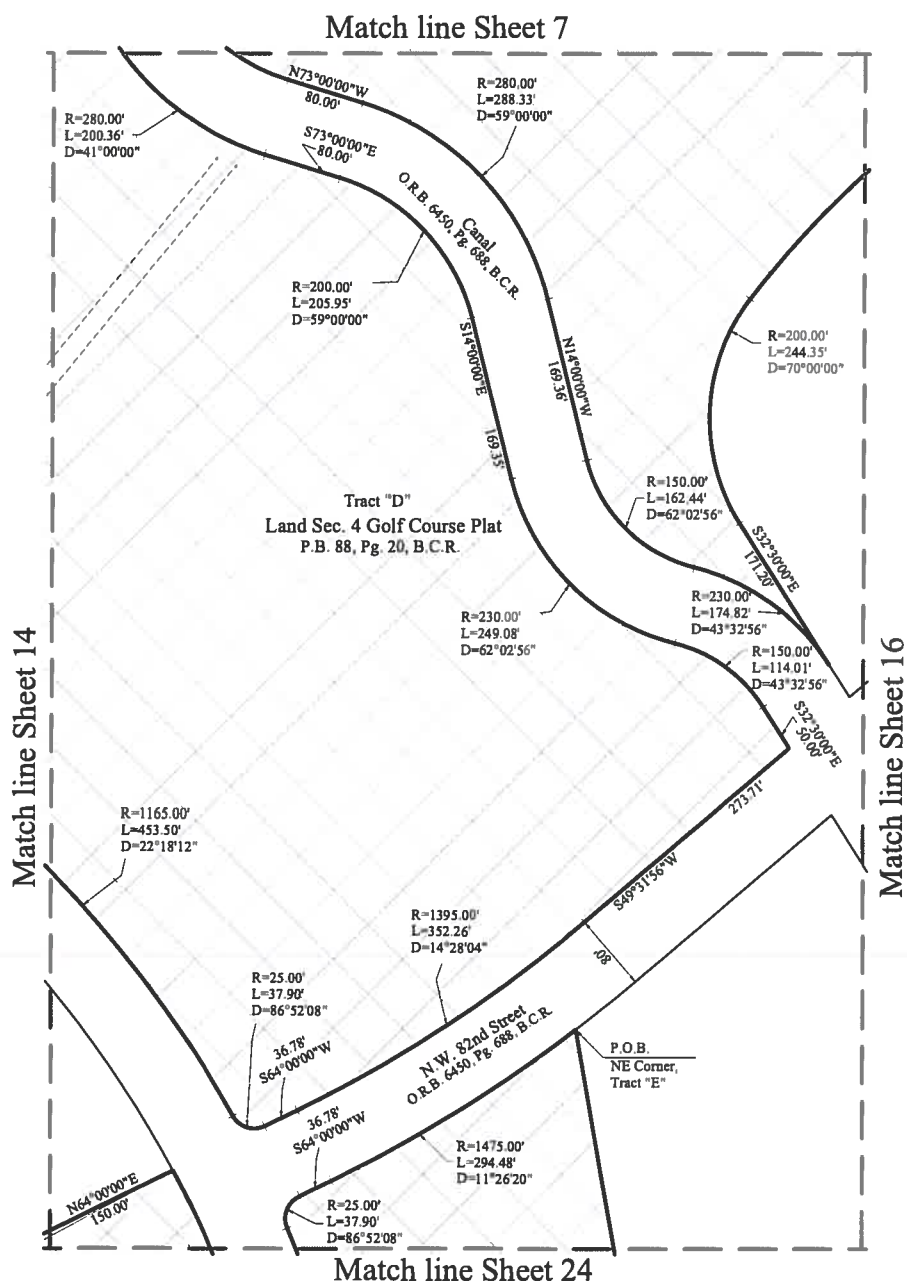 Match line Sheet 7
N73°00'00"W
80.00'
R=280.00'
L=288.33'
D=59°00'00"
R=280.00'
L=200.36'
D=41°00'00"
S73°00'00"E
80.00'
Canal
O.R.B. 6450, Pg. 688, B.C.R.
R=200.00'
L=205.95'
D=59°00'00"
R=200.00'
L=244.35'
D=70°00'00"
S14°00'00"E
169.35'
N14°00'00"W
169.36'
Tract "D"
Land Sec. 4 Golf Course Plat
P.B. 88, Pg. 20, B.C.R.
R=150.00'
L=162.44'
D=62°02'56"
S32°30'00"E
171.20'
R=230.00'
L=174.82'
D=43°32'56"
R=230.00'
L=249.08'
D=62°02'56"
R=150.00'
L=114.01'
D=43°32'56"
S32°30'00"E
50.00'
Match line Sheet 14
Match line Sheet 16
273.71'
S49°31'56"W
R=1165.00'
L=453.50'
D=22°18'12"
R=1395.00'
L=352.26'
D=14°28'04"
80'
R=25.00'
L=37.90'
D=86°52'08"
36.78'
S64°00'00"W
N.W. 82nd Street
O.R.B. 6450, Pg. 688, B.C.R.
P.O.B.
NE Corner,
Tract "E"
36.78'
S64°00'00"W
R=1475.00'
L=294.48'
D=11°26'20"
N64°00'00"E
150.00'
R=25.00'
L=37.90'
D=86°52'08"
Match line Sheet 24